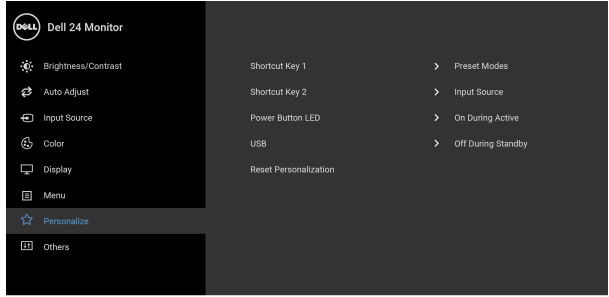 DELL Dell 24 Monitor
Brightness/Contrast
Auto Adjust
Input Source
Color
Display
Menu
Personalize
Others
Shortcut Key 1 > Preset Modes
Shortcut Key 2 > Input Source
Power Button LED > On During Active
USB > Off During Standby
Reset Personalization